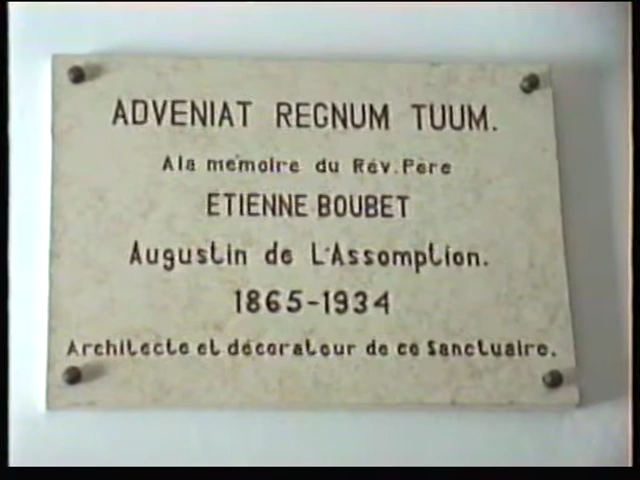 ADVENIAT REGNUM TUUM.
A la mémoire du Rév. Père
ETIENNE BOUBET
Augustin de L'Assomption.
1865-1934
Architecte et décorateur de ce Sanctuaire.